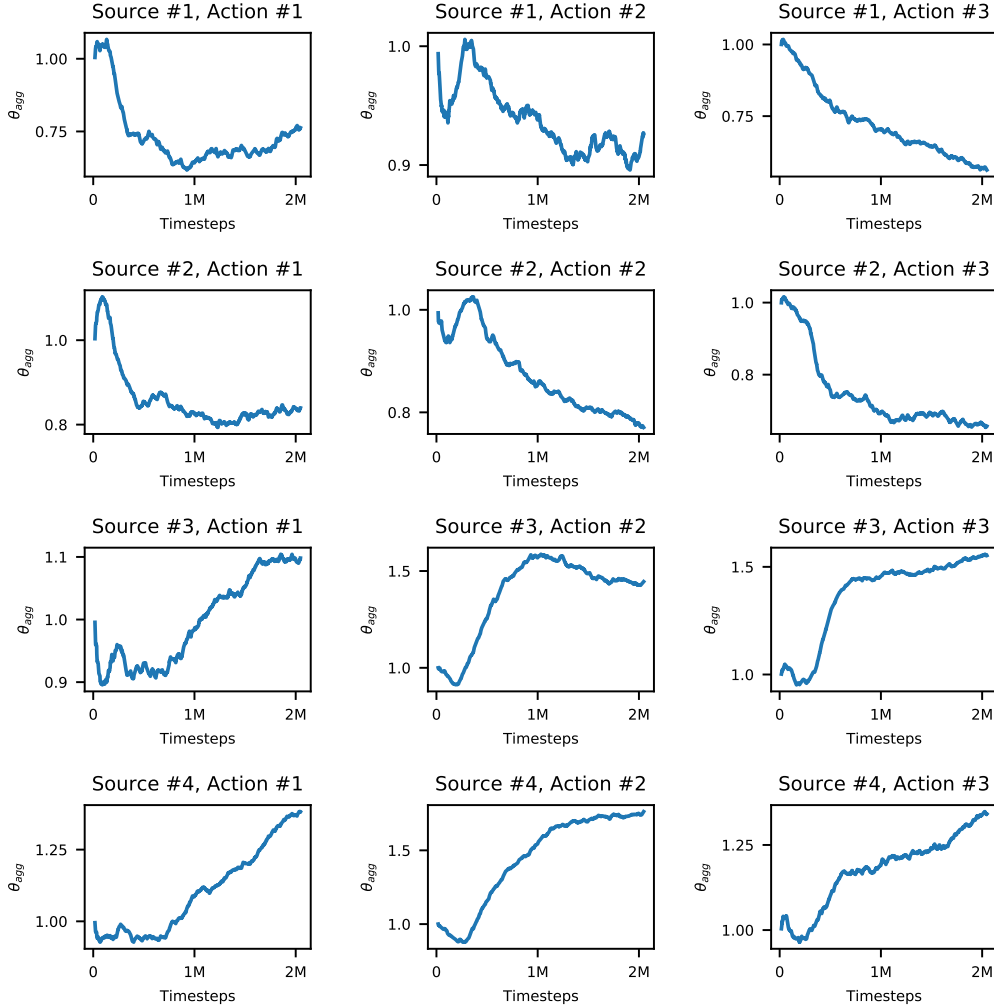 Source #1, Action #1
1.00
0.75
θagg
0
1M
2M
Timesteps
Source #1, Action #2
1.0
0.9
θagg
0
1M
2M
Timesteps
Source #1, Action #3
1.00
0.75
θagg
0
1M
2M
Timesteps
Source #2, Action #1
1.0
0.8
θagg
0
1M
2M
Timesteps
Source #2, Action #2
1.0
0.8
θagg
0
1M
2M
Timesteps
Source #2, Action #3
1.0
0.8
θagg
0
1M
2M
Timesteps
Source #3, Action #1
1.1
1.0
0.9
θagg
0
1M
2M
Timesteps
Source #3, Action #2
1.5
1.0
θagg
0
1M
2M
Timesteps
Source #3, Action #3
1.5
1.0
θagg
0
1M
2M
Timesteps
Source #4, Action #1
1.25
1.00
θagg
0
1M
2M
Timesteps
Source #4, Action #2
1.5
1.0
θagg
0
1M
2M
Timesteps
Source #4, Action #3
1.25
1.00
θagg
0
1M
2M
Timesteps